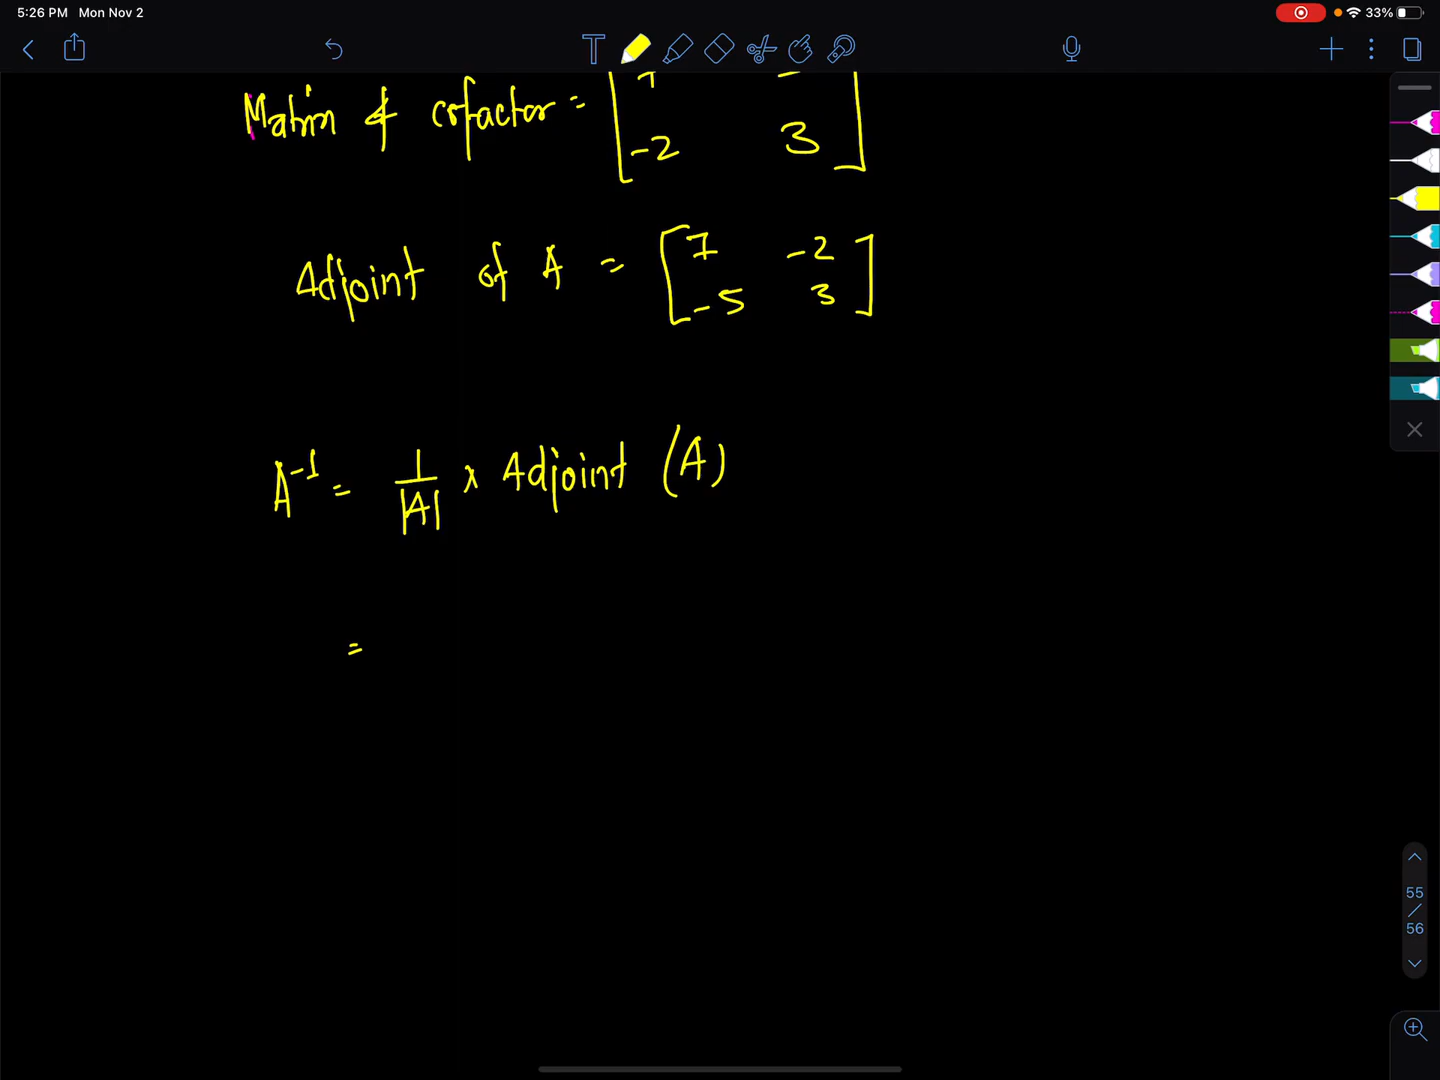 5:26 PM Mon Nov 2
33%
Matrix of cofactor = [
-2 3 ]
Adjoint of A = [ 7 -2
-5 3 ]
A⁻¹ = 1/|A| × Adjoint (A)
=
55
/
56